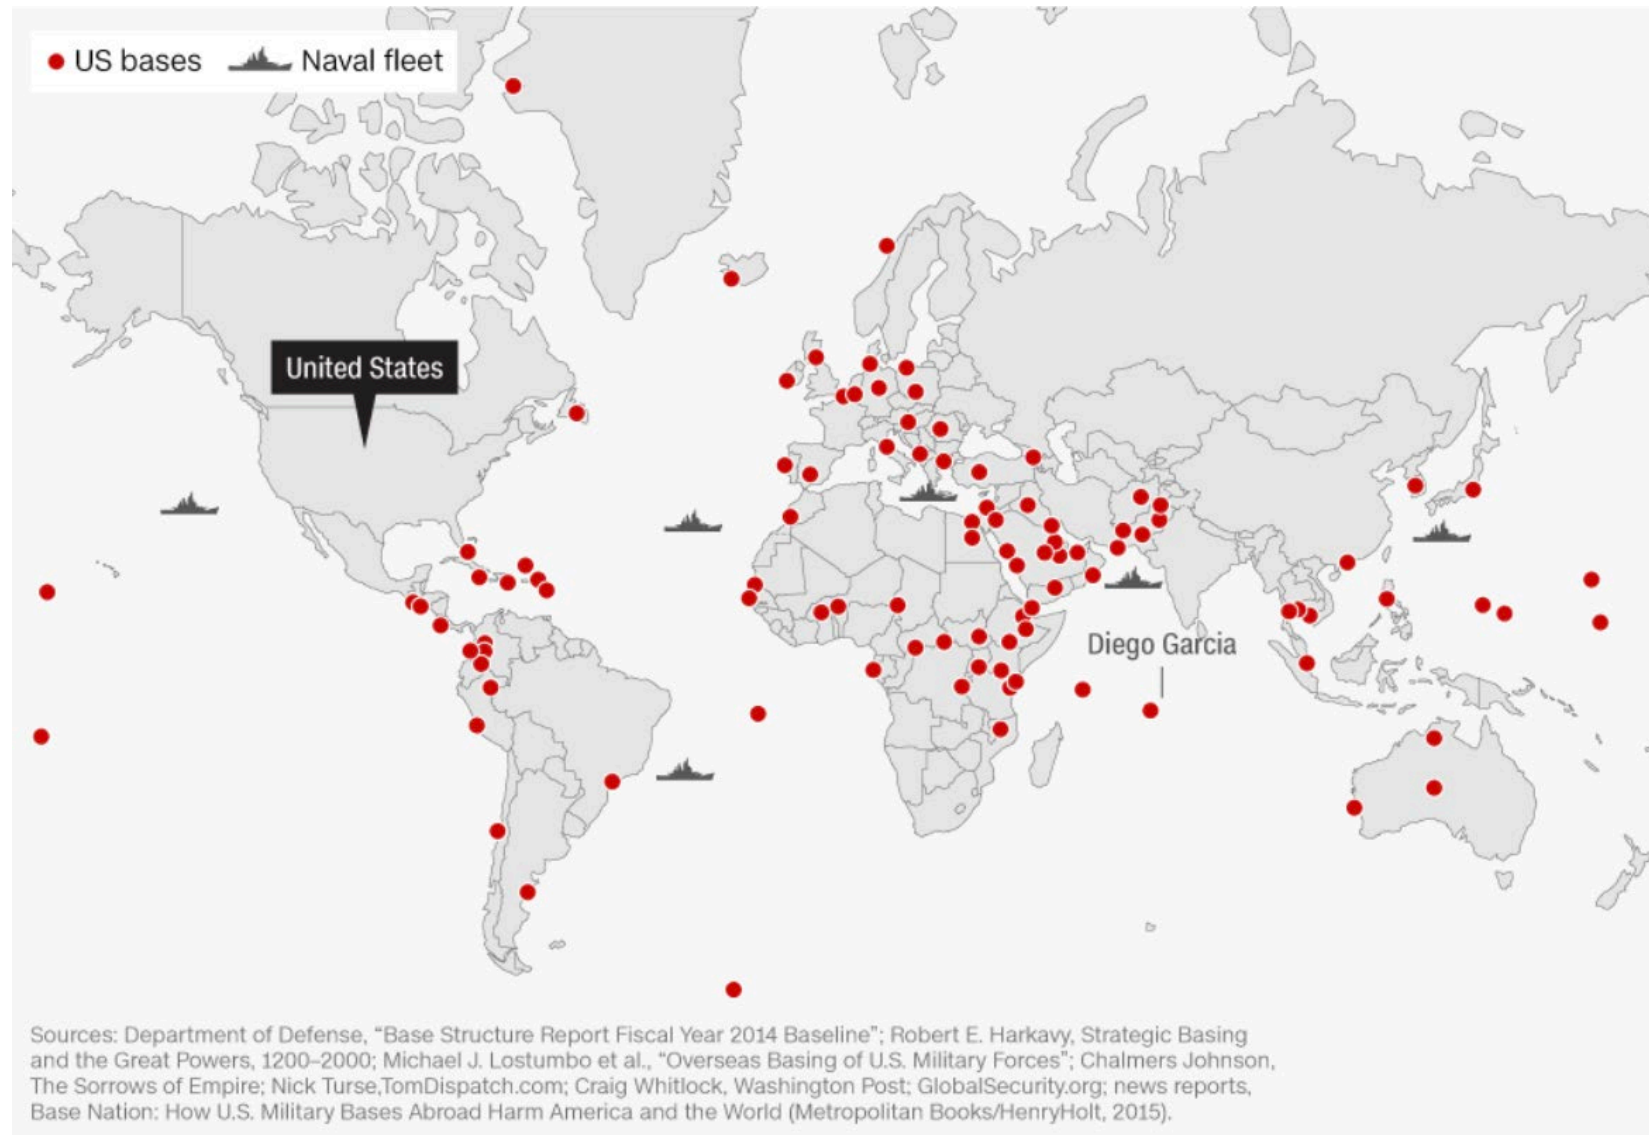 US bases Naval fleet
United States
Diego Garcia
Sources: Department of Defense, “Base Structure Report Fiscal Year 2014 Baseline”; Robert E. Harkavy, Strategic Basing
and the Great Powers, 1200–2000; Michael J. Lostumbo et al., “Overseas Basing of U.S. Military Forces”; Chalmers Johnson,
The Sorrows of Empire; Nick Turse,TomDispatch.com; Craig Whitlock, Washington Post; GlobalSecurity.org; news reports,
Base Nation: How U.S. Military Bases Abroad Harm America and the World (Metropolitan Books/HenryHolt, 2015).